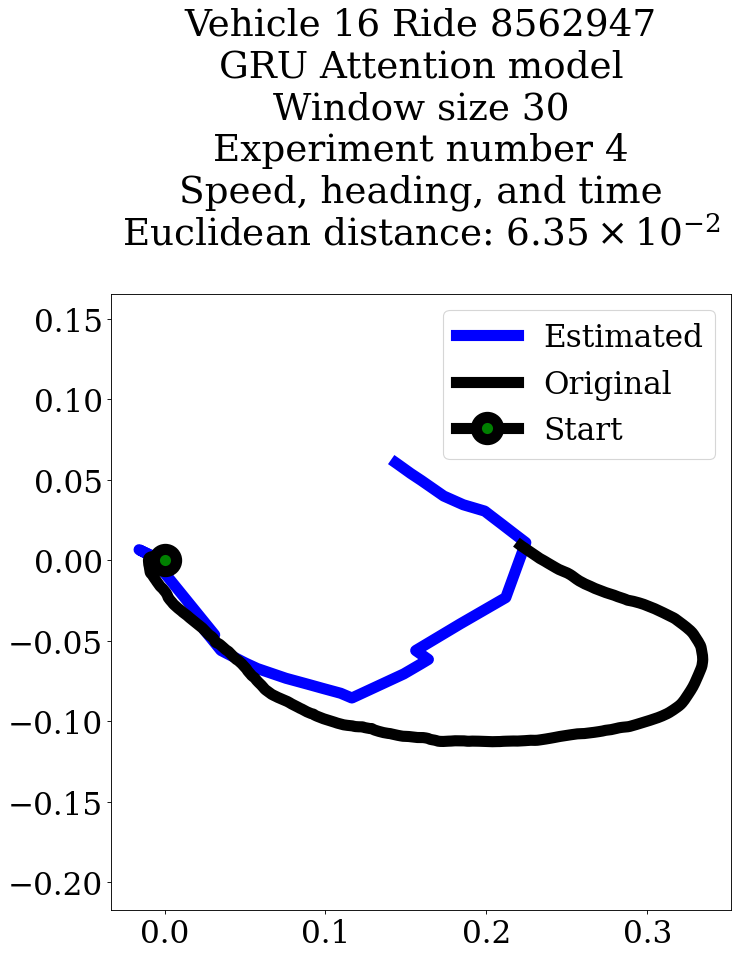 Vehicle 16 Ride 8562947
GRU Attention model
Window size 30
Experiment number 4
Speed, heading, and time
Euclidean distance: 6.35 × 10⁻²
Estimated
Original
Start
0.15
0.10
0.05
0.00
−0.05
−0.10
−0.15
−0.20
0.0 0.1 0.2 0.3